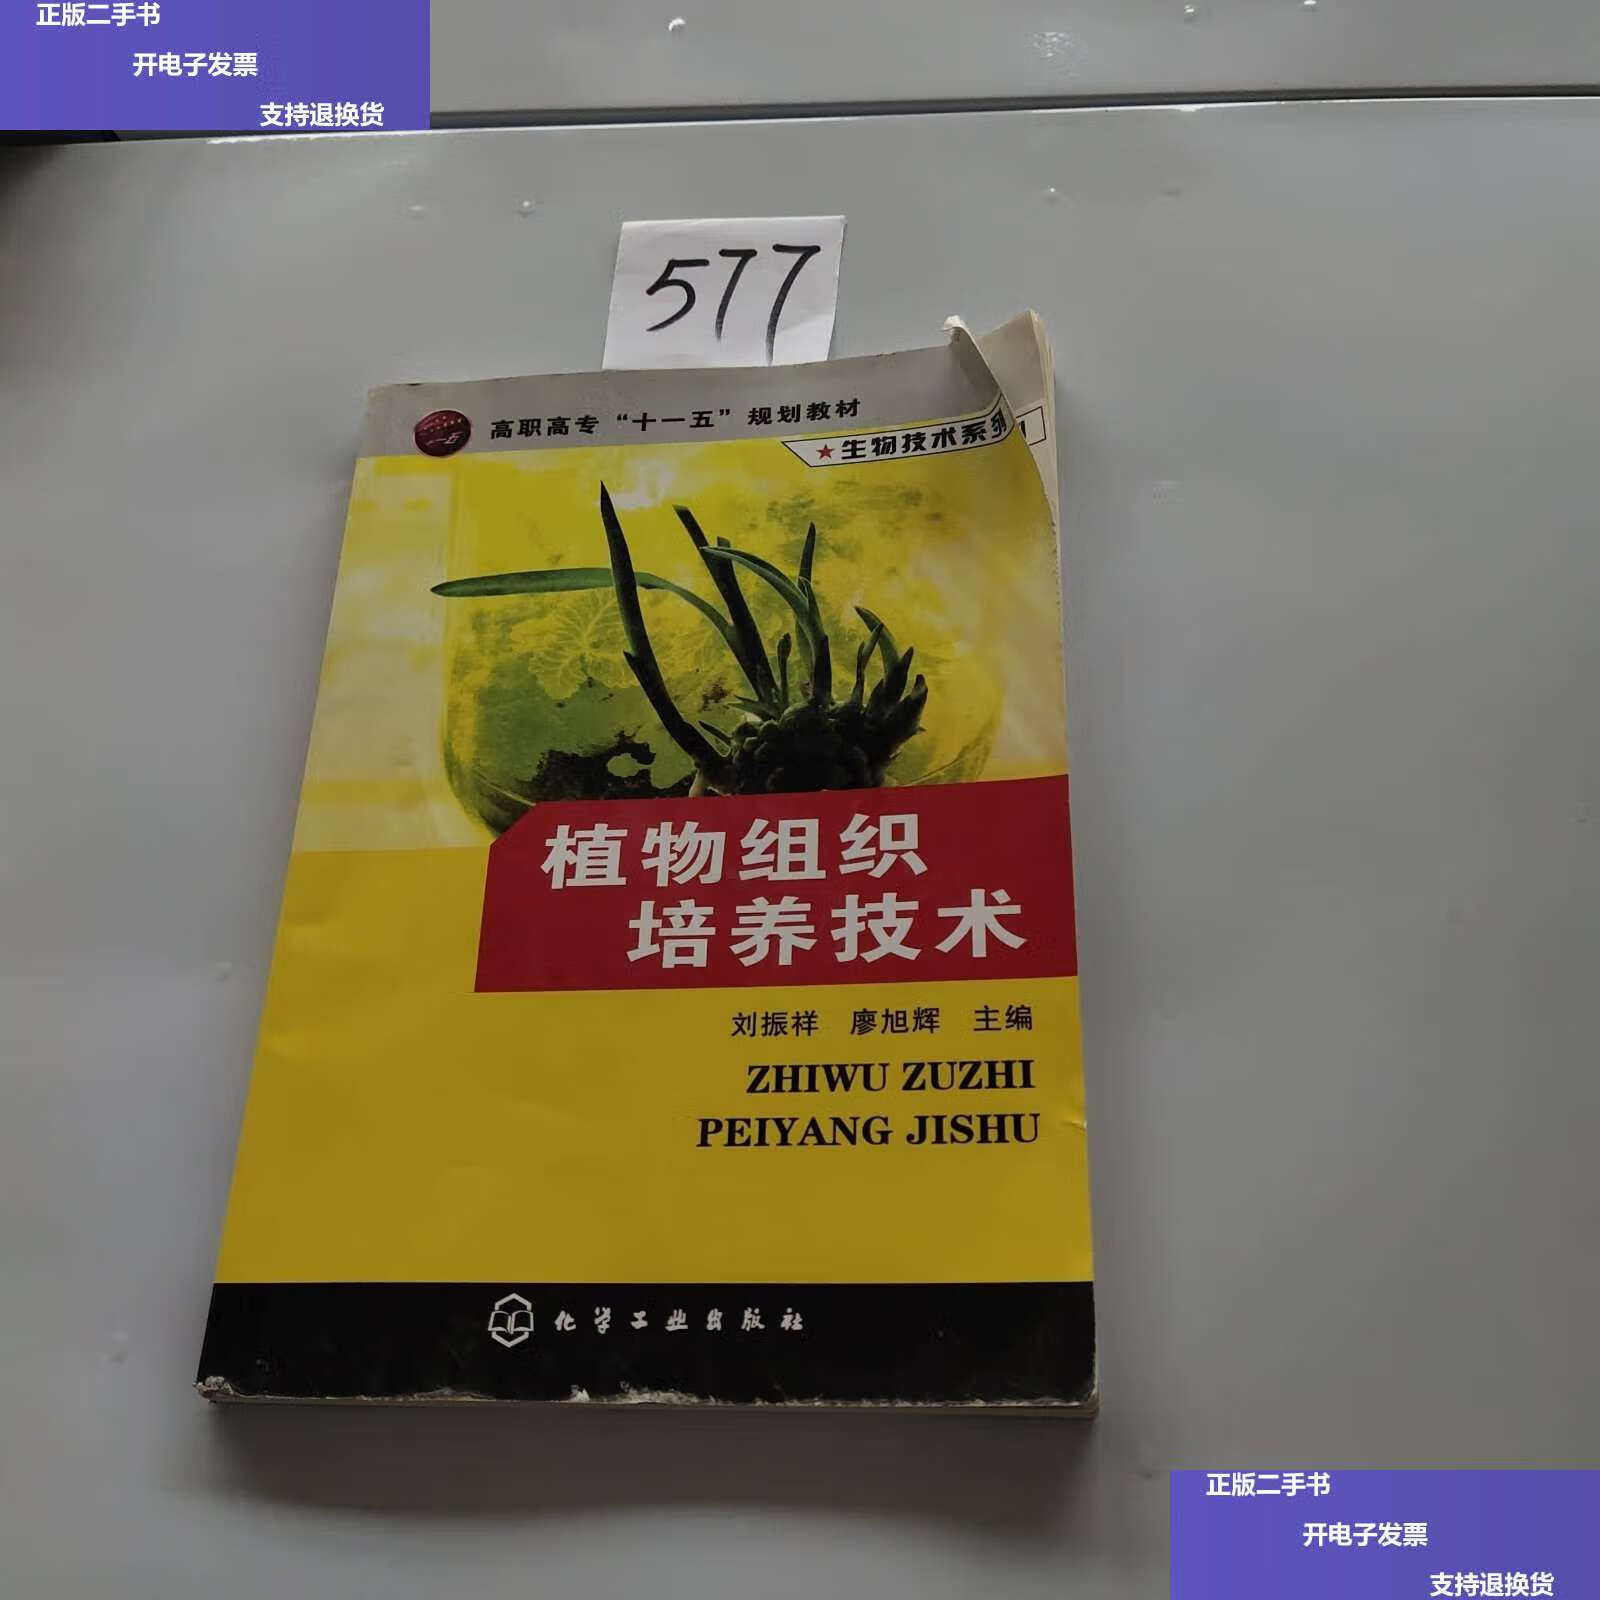 正版二手书
开电子发票
支持退换货
577
一五
高职高专“十一五”规划教材
★生物技术系列
植物组织
培养技术
刘振祥 廖旭辉 主编
ZHIWU ZUZHI
PEIYANG JISHU
化学工业出版社
正版二手书
开电子发票
支持退换货